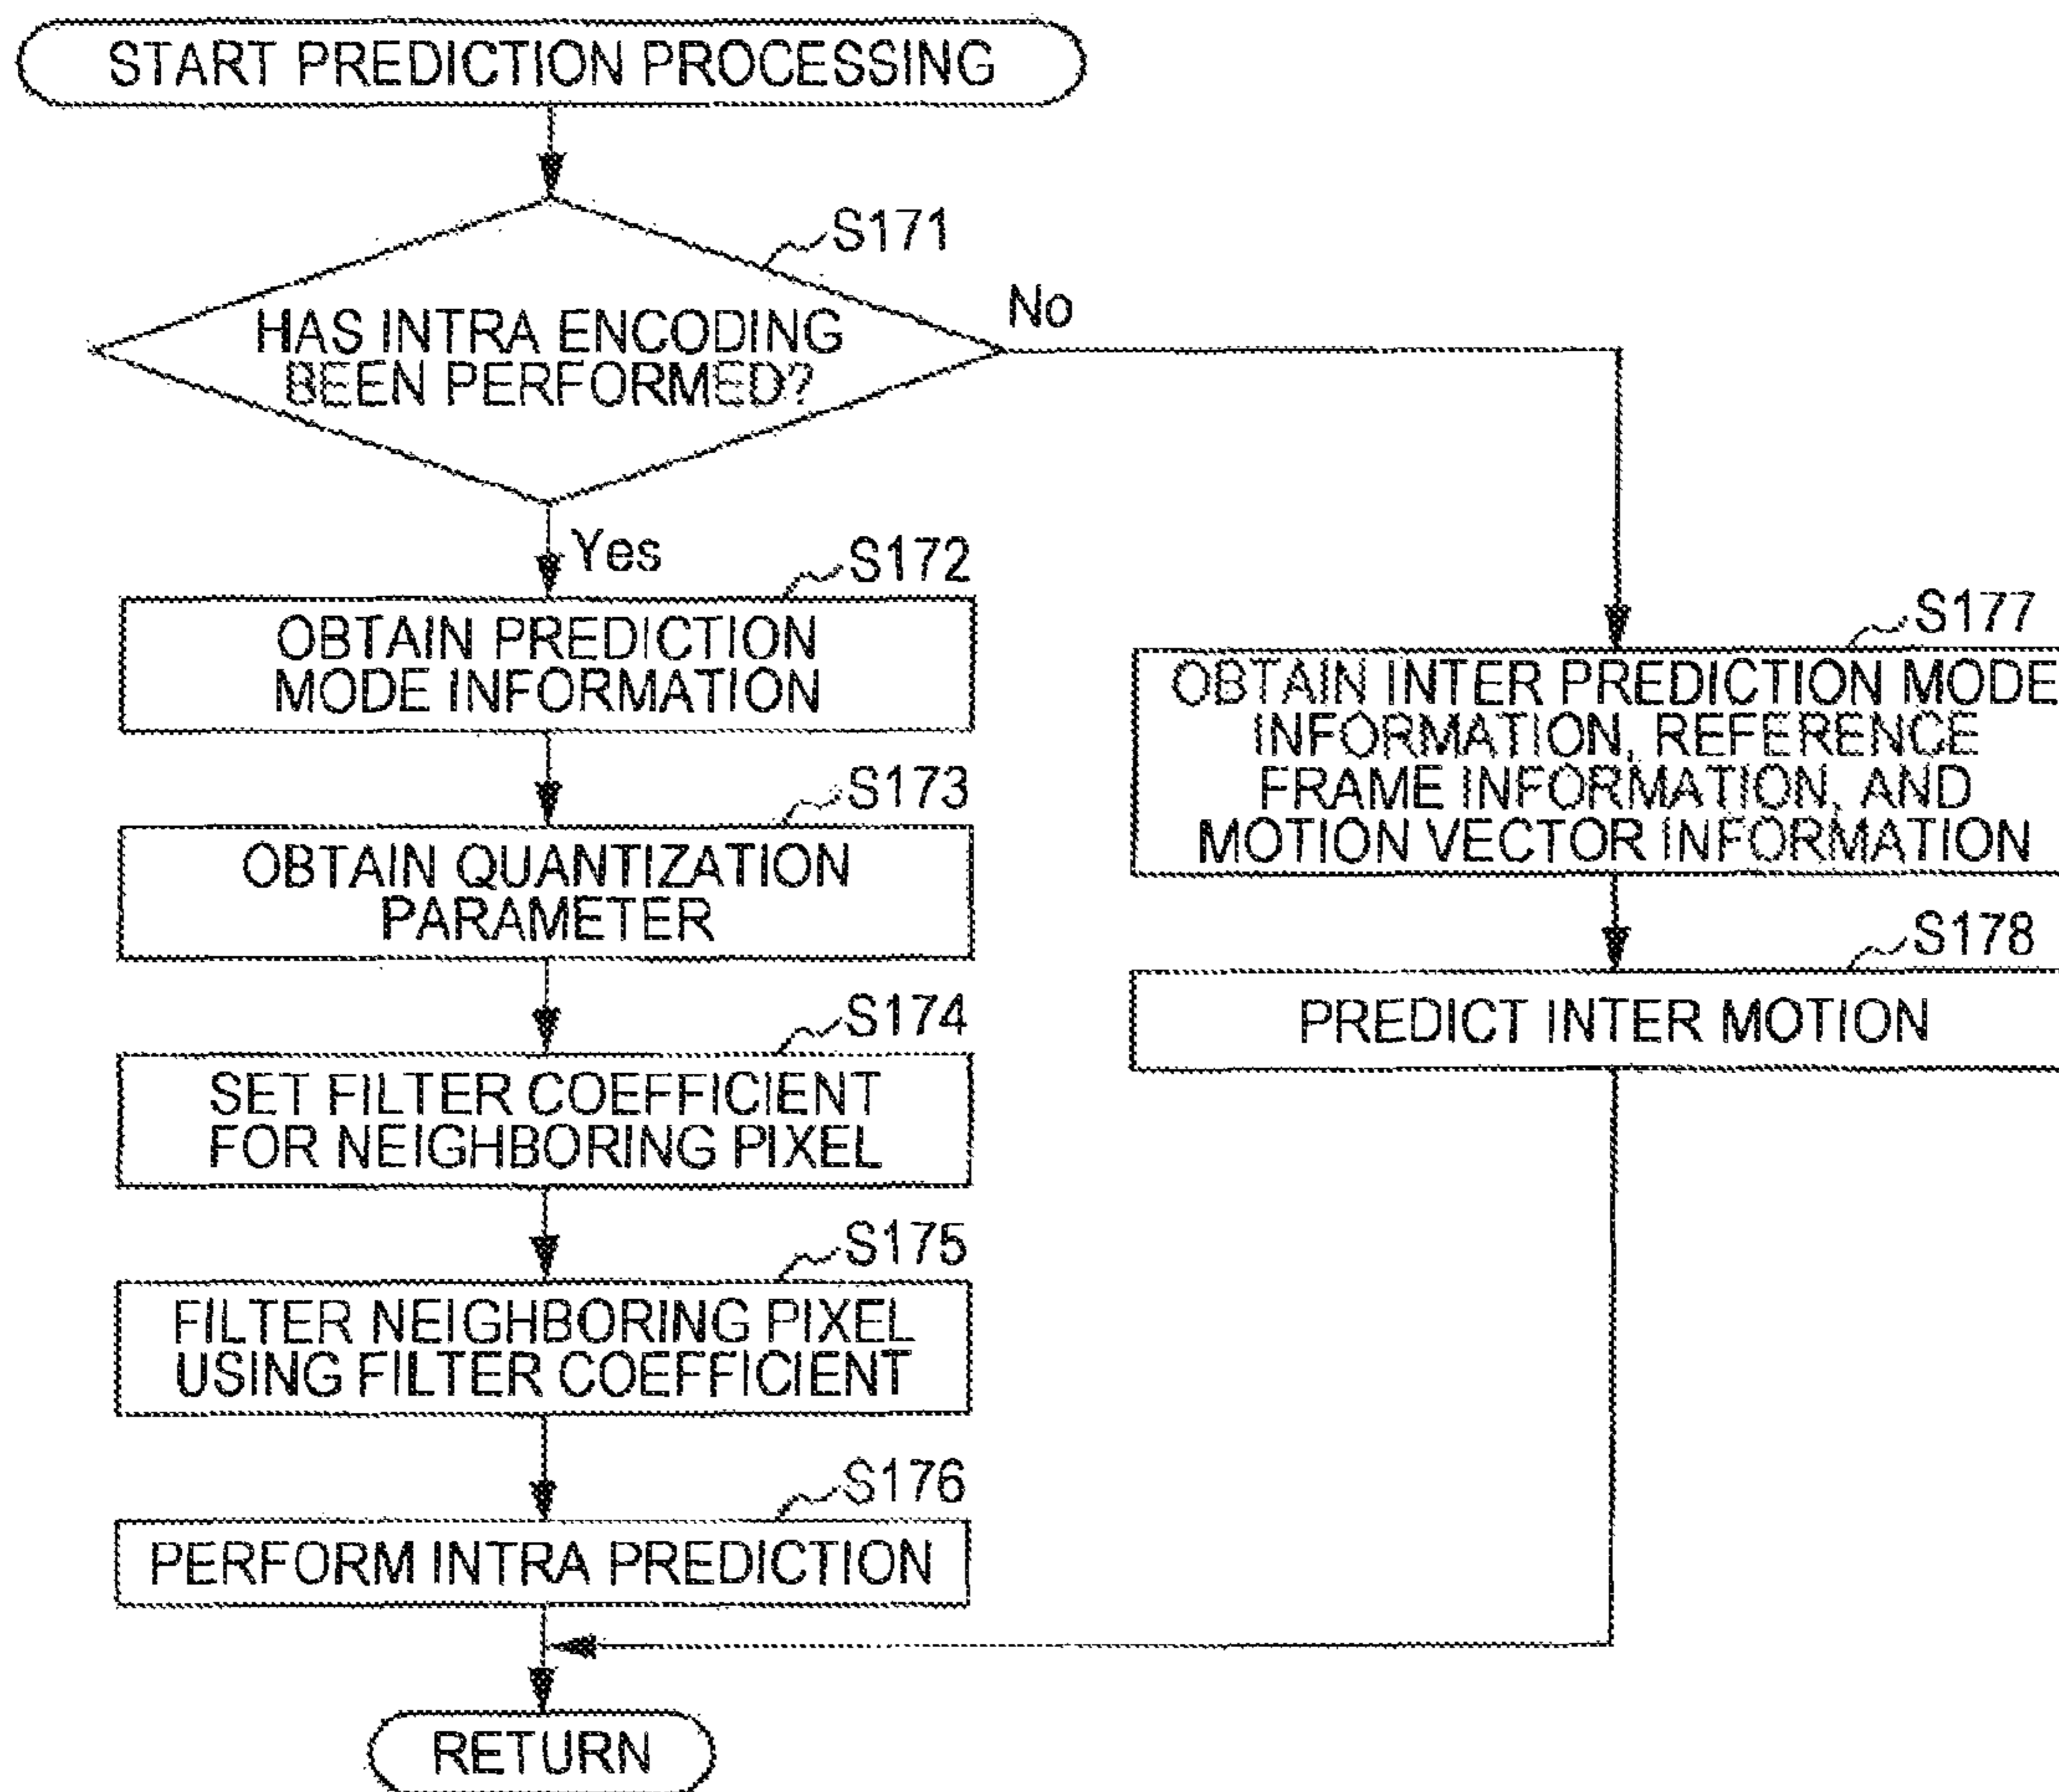 START PREDICTION PROCESSING
S171
HAS INTRA ENCODING
BEEN PERFORMED?
No
Yes
S172
OBTAIN PREDICTION
MODE INFORMATION
S173
OBTAIN QUANTIZATION
PARAMETER
S174
SET FILTER COEFFICIENT
FOR NEIGHBORING PIXEL
S175
FILTER NEIGHBORING PIXEL
USING FILTER COEFFICIENT
S176
PERFORM INTRA PREDICTION
S177
OBTAIN INTER PREDICTION MODE
INFORMATION, REFERENCE
FRAME INFORMATION, AND
MOTION VECTOR INFORMATION
S178
PREDICT INTER MOTION
RETURN